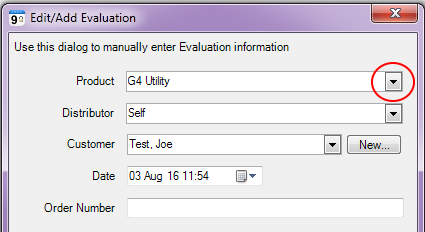 Edit/Add Evaluation
Use this dialog to manually enter Evaluation information
Product G4 Utility
Distributor Self
Customer Test, Joe New...
Date 03 Aug 16 11:54
Order Number